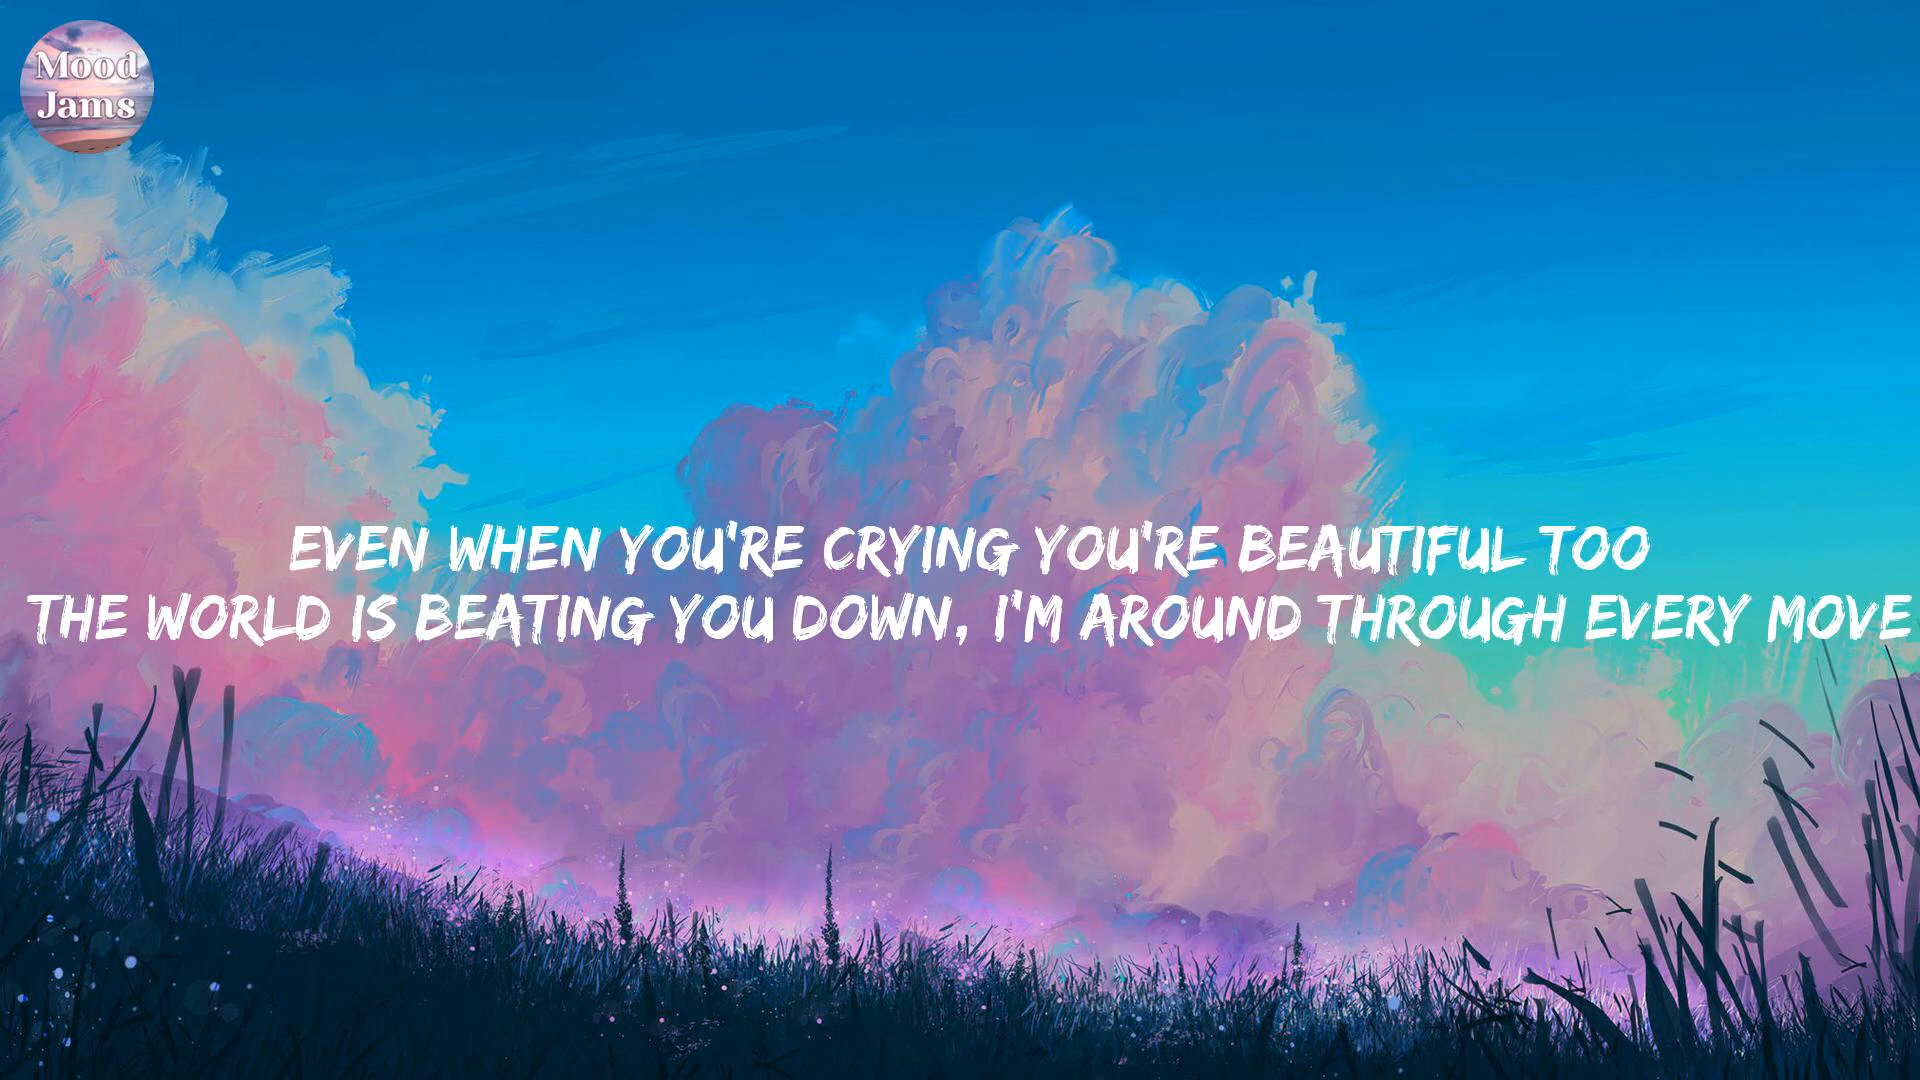 Mood
Jams
EVEN WHEN YOU'RE CRYING YOU'RE BEAUTIFUL TOO
THE WORLD IS BEATING YOU DOWN, I'M AROUND THROUGH EVERY MOVE